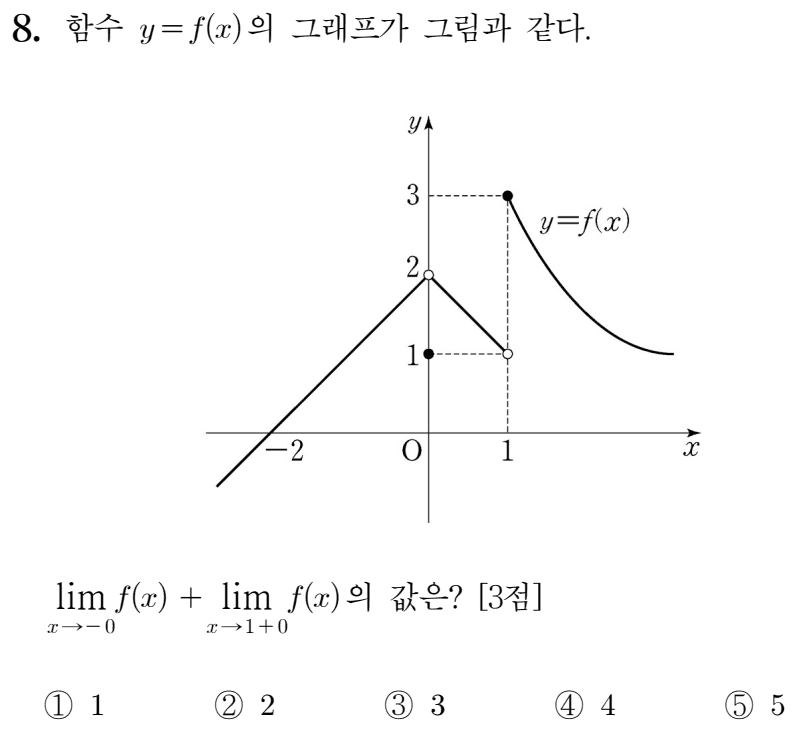 8. 함수 y=f(x)의 그래프가 그림과 같다.
y
3
y=f(x)
2
1
-2
O
1
x
lim f(x) + lim f(x)의 값은? [3점]
x→-0 x→1+0
① 1 ② 2 ③ 3 ④ 4 ⑤ 5